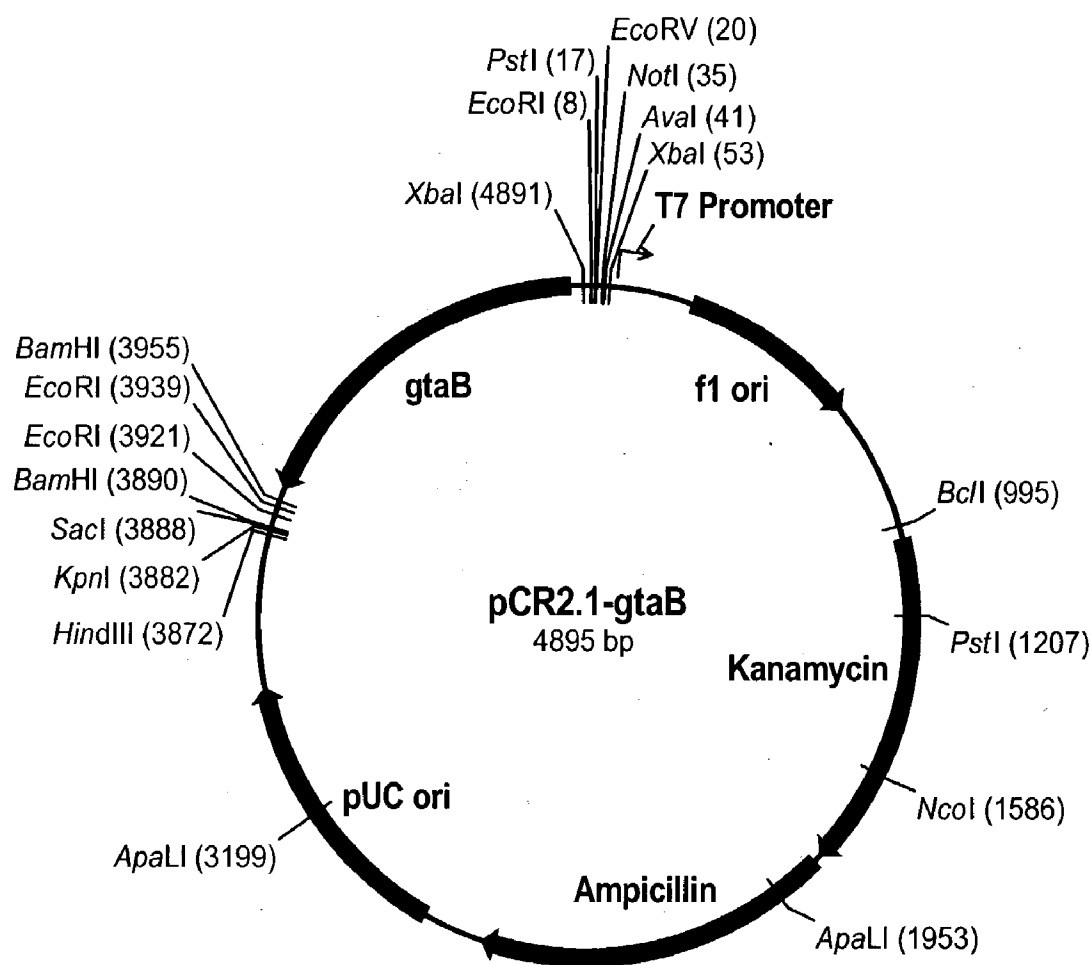 EcoRV (20)
PstI (17)
NotI (35)
EcoRI (8)
AvaI (41)
XbaI (53)
XbaI (4891)
T7 Promoter
BamHI (3955)
EcoRI (3939)
gtaB
f1 ori
EcoRI (3921)
BamHI (3890)
BclI (995)
SacI (3888)
KpnI (3882)
pCR2.1-gtaB
HindIII (3872)
4895 bp
PstI (1207)
Kanamycin
pUC ori
NcoI (1586)
ApaLI (3199)
Ampicillin
ApaLI (1953)